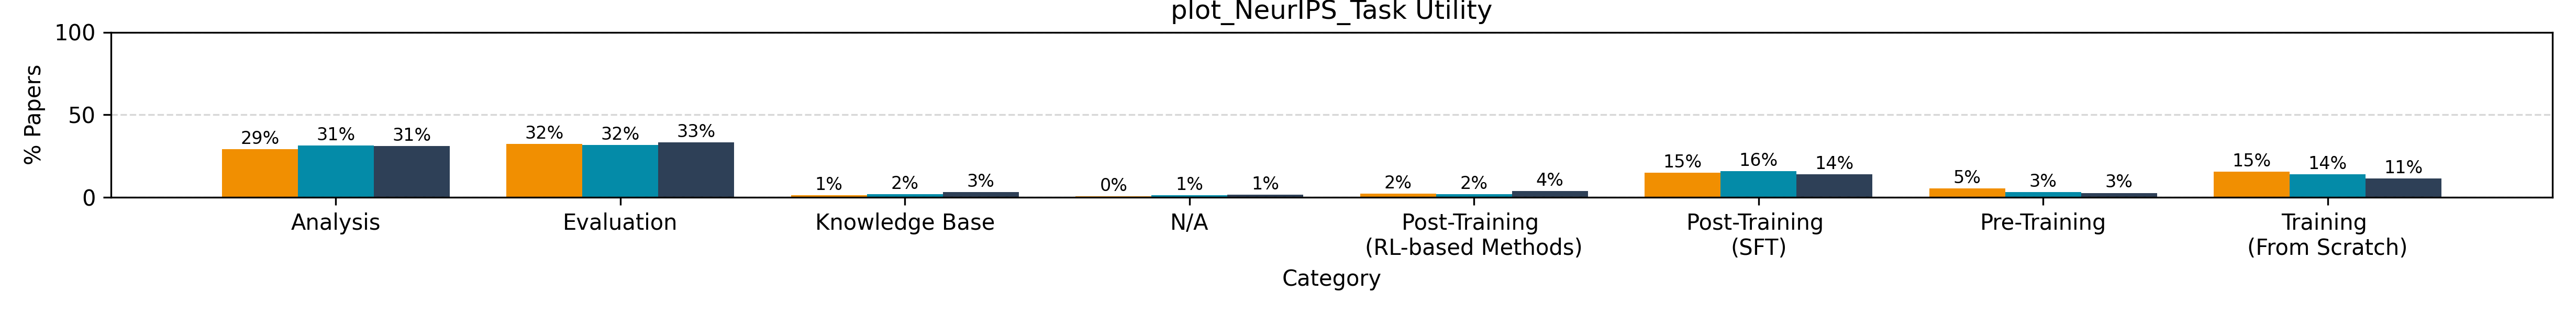 plot_NeurIPS_Task Utility
% Papers
100
50
0
29% 31% 31%
32% 32% 33%
1% 2% 3%
0% 1% 1%
2% 2% 4%
15% 16% 14%
5% 3% 3%
15% 14% 11%
Analysis
Evaluation
Knowledge Base
N/A
Post-Training
(RL-based Methods)
Post-Training
(SFT)
Pre-Training
Training
(From Scratch)
Category